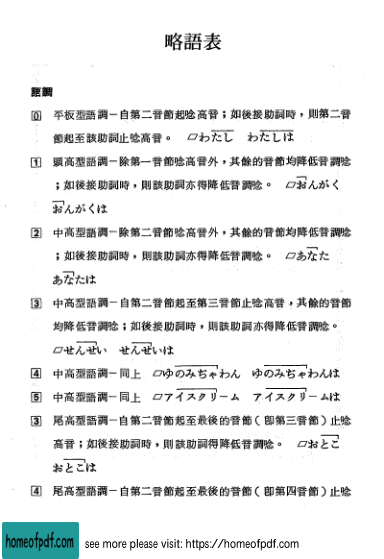 略語表
語調
0 平板型語調－自第二音節起唸高音；如後接助詞時，則第二音
節起至該助詞止唸高音。 ▱わたし わたしは
1 頭高型語調－除第一音節唸高音外，其餘的音節均降低音調唸
；如後接助詞時，則該助詞亦得降低音調唸。 ▱おんがく
おんがくは
2 中高型語調－除第二音節唸高音外，其餘的音節均降低音調唸
；如後接助詞時，則該助詞亦得降低音調唸。 ▱あなた
あなたは
3 中高型語調－自第二音節起至第三音節止唸高音，其餘的音節
均降低音調唸；如後接助詞時，則該助詞亦得降低音調唸。
▱せんせい せんせいは
4 中高型語調－同上 ▱ゆのみぢゃわん ゆのみぢゃわんは
5 中高型語調－同上 ▱アイスクリーム アイスクリームは
3 尾高型語調－自第二音節起至最後的音節（即第三音節）止唸
高音；如後接助詞時，則該助詞得降低音調唸。 ▱おとこ
おとこは
4 尾高型語調－自第二音節起至最後的音節（即第四音節）止唸
homeofpdf.com see more please visit: https://homeofpdf.com